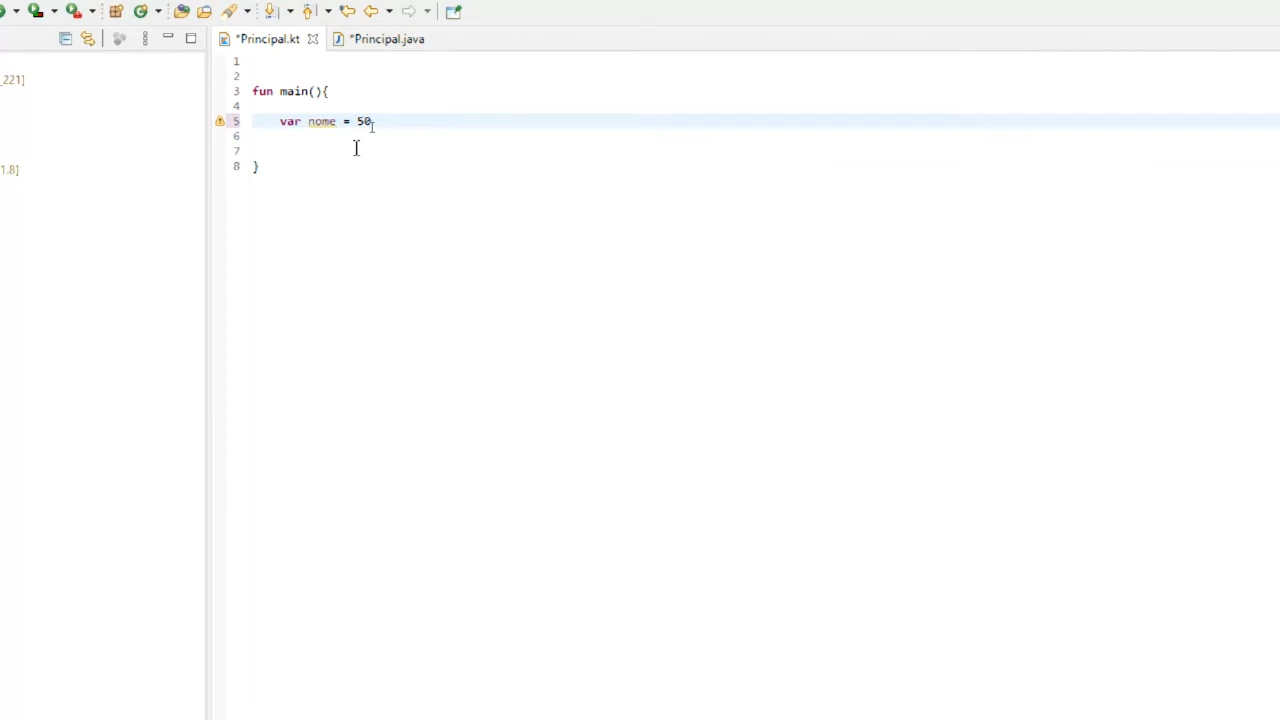 *Principal.kt
*Principal.java
_221]
1.8]
1
2
3 fun main(){
4
5 var nome = 50
6
7
8 }